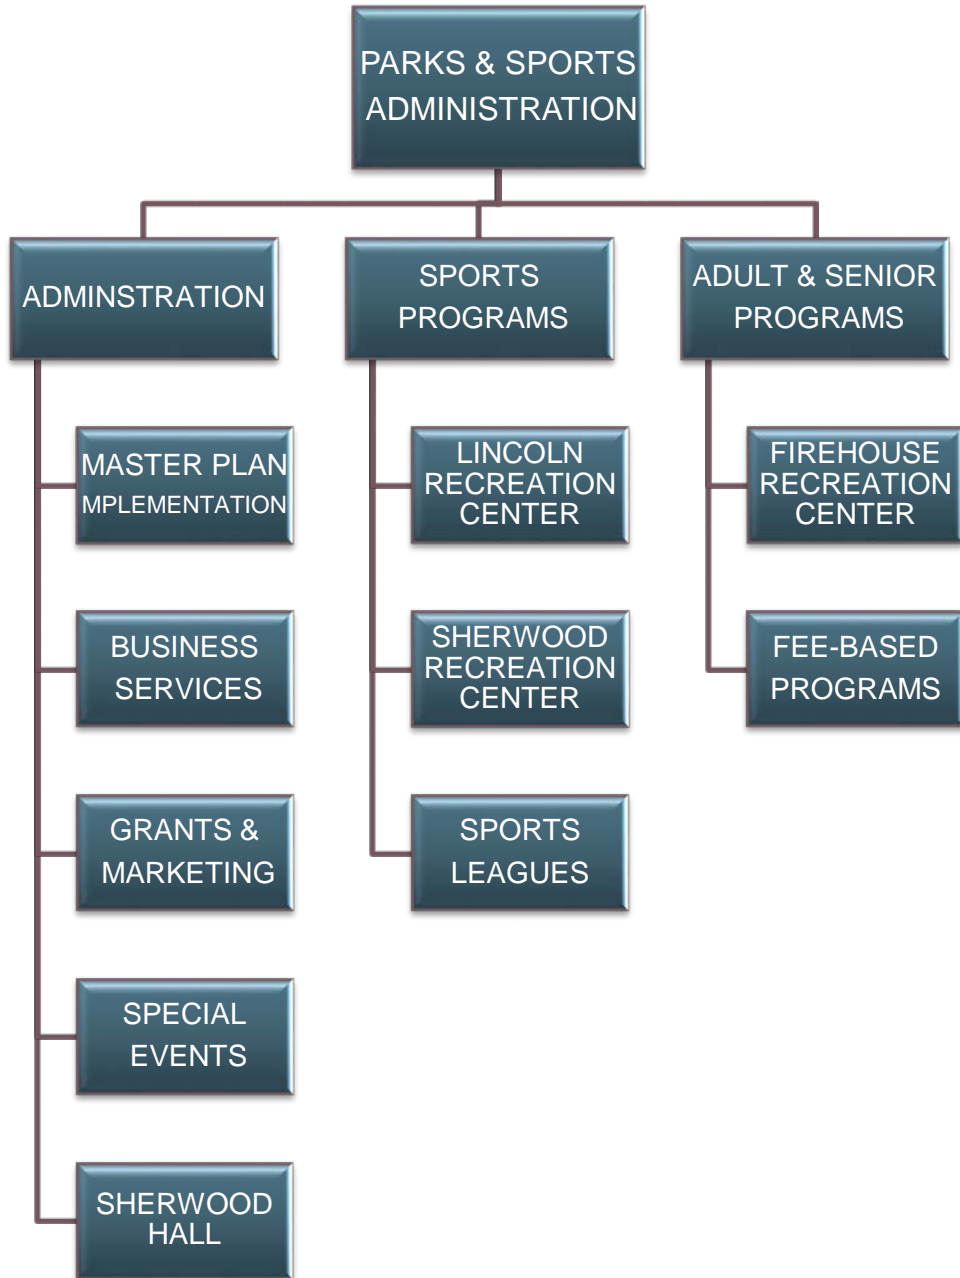 PARKS & SPORTS
ADMINISTRATION
ADMINSTRATION
SPORTS
PROGRAMS
ADULT & SENIOR
PROGRAMS
MASTER PLAN
MPLEMENTATION
LINCOLN
RECREATION
CENTER
FIREHOUSE
RECREATION
CENTER
BUSINESS
SERVICES
SHERWOOD
RECREATION
CENTER
FEE-BASED
PROGRAMS
GRANTS &
MARKETING
SPORTS
LEAGUES
SPECIAL
EVENTS
SHERWOOD
HALL